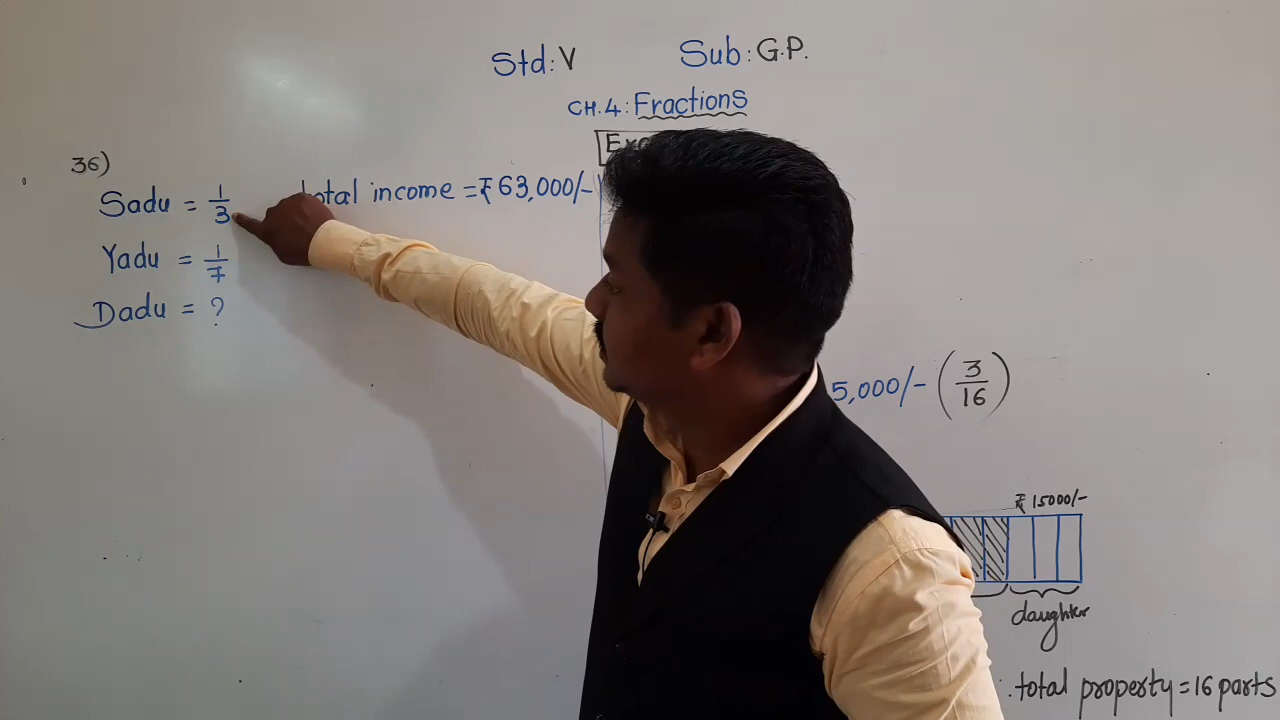 Std: V Sub: G.P.
CH.4: Fractions
36)
Sadu = 1/3 total income = ₹ 63,000/-
Yadu = 1/7
Dadu = ?
5,000/- (3/16)
₹ 15000/-
daughter
total property = 16 parts